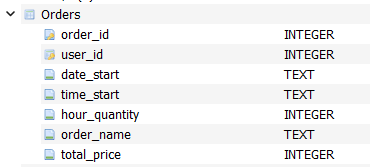 Orders
order_id INTEGER
user_id INTEGER
date_start TEXT
time_start TEXT
hour_quantity INTEGER
order_name TEXT
total_price INTEGER